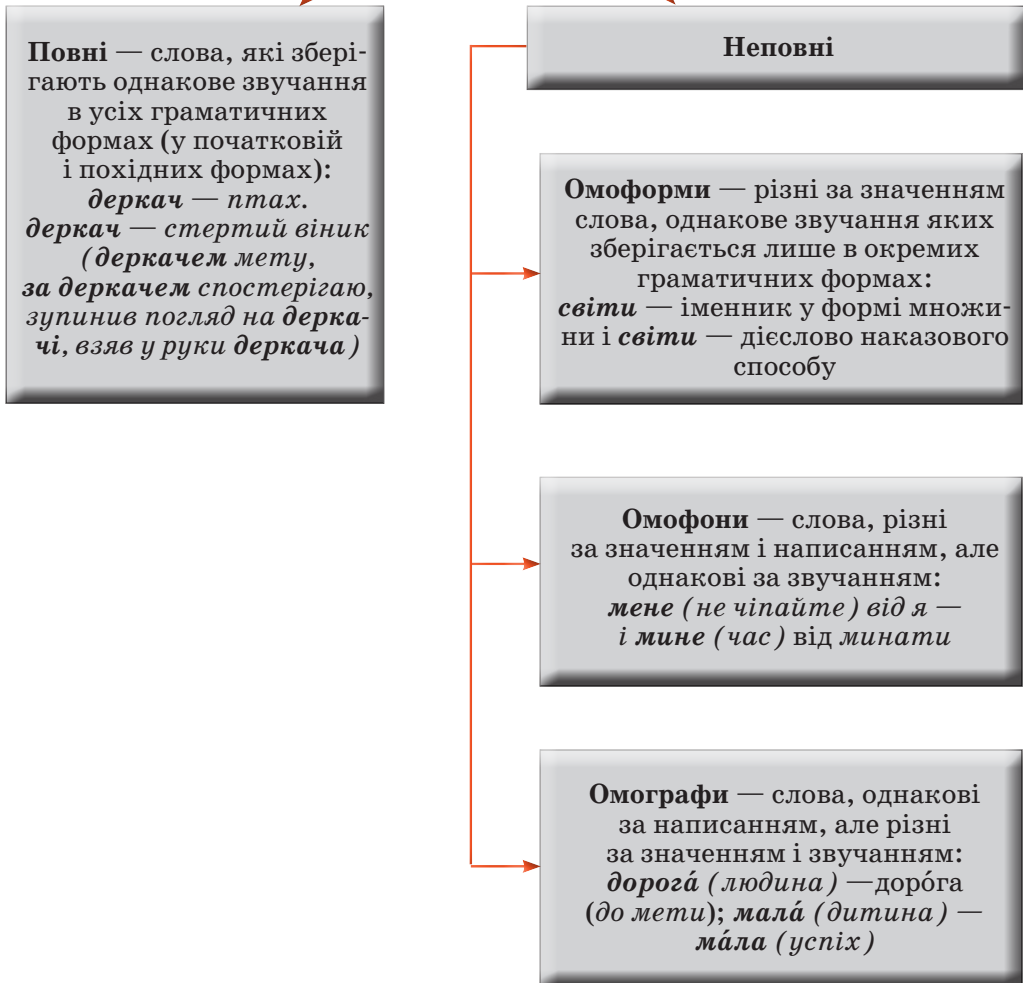 Повні — слова, які збері-
гають однакове звучання
в усіх граматичних
формах (у початковій
і похідних формах):
деркач — птах.
деркач — стертий віник
(деркачем мету,
за деркачем спостерігаю,
зупинив погляд на дерка-
чі, взяв у руки деркача)
Неповні
Омоформи — різні за значенням
слова, однакове звучання яких
зберігається лише в окремих
граматичних формах:
світи — іменник у формі множи-
ни і світи — дієслово наказового
способу
Омофони — слова, різні
за значенням і написанням, але
однакові за звучанням:
мене (не чіпайте) від я —
і мине (час) від минати
Омографи — слова, однакові
за написанням, але різні
за значенням і звучанням:
дорогá (людина) —дорóга
(до мети); малá (дитина) —
мáла (успіх)